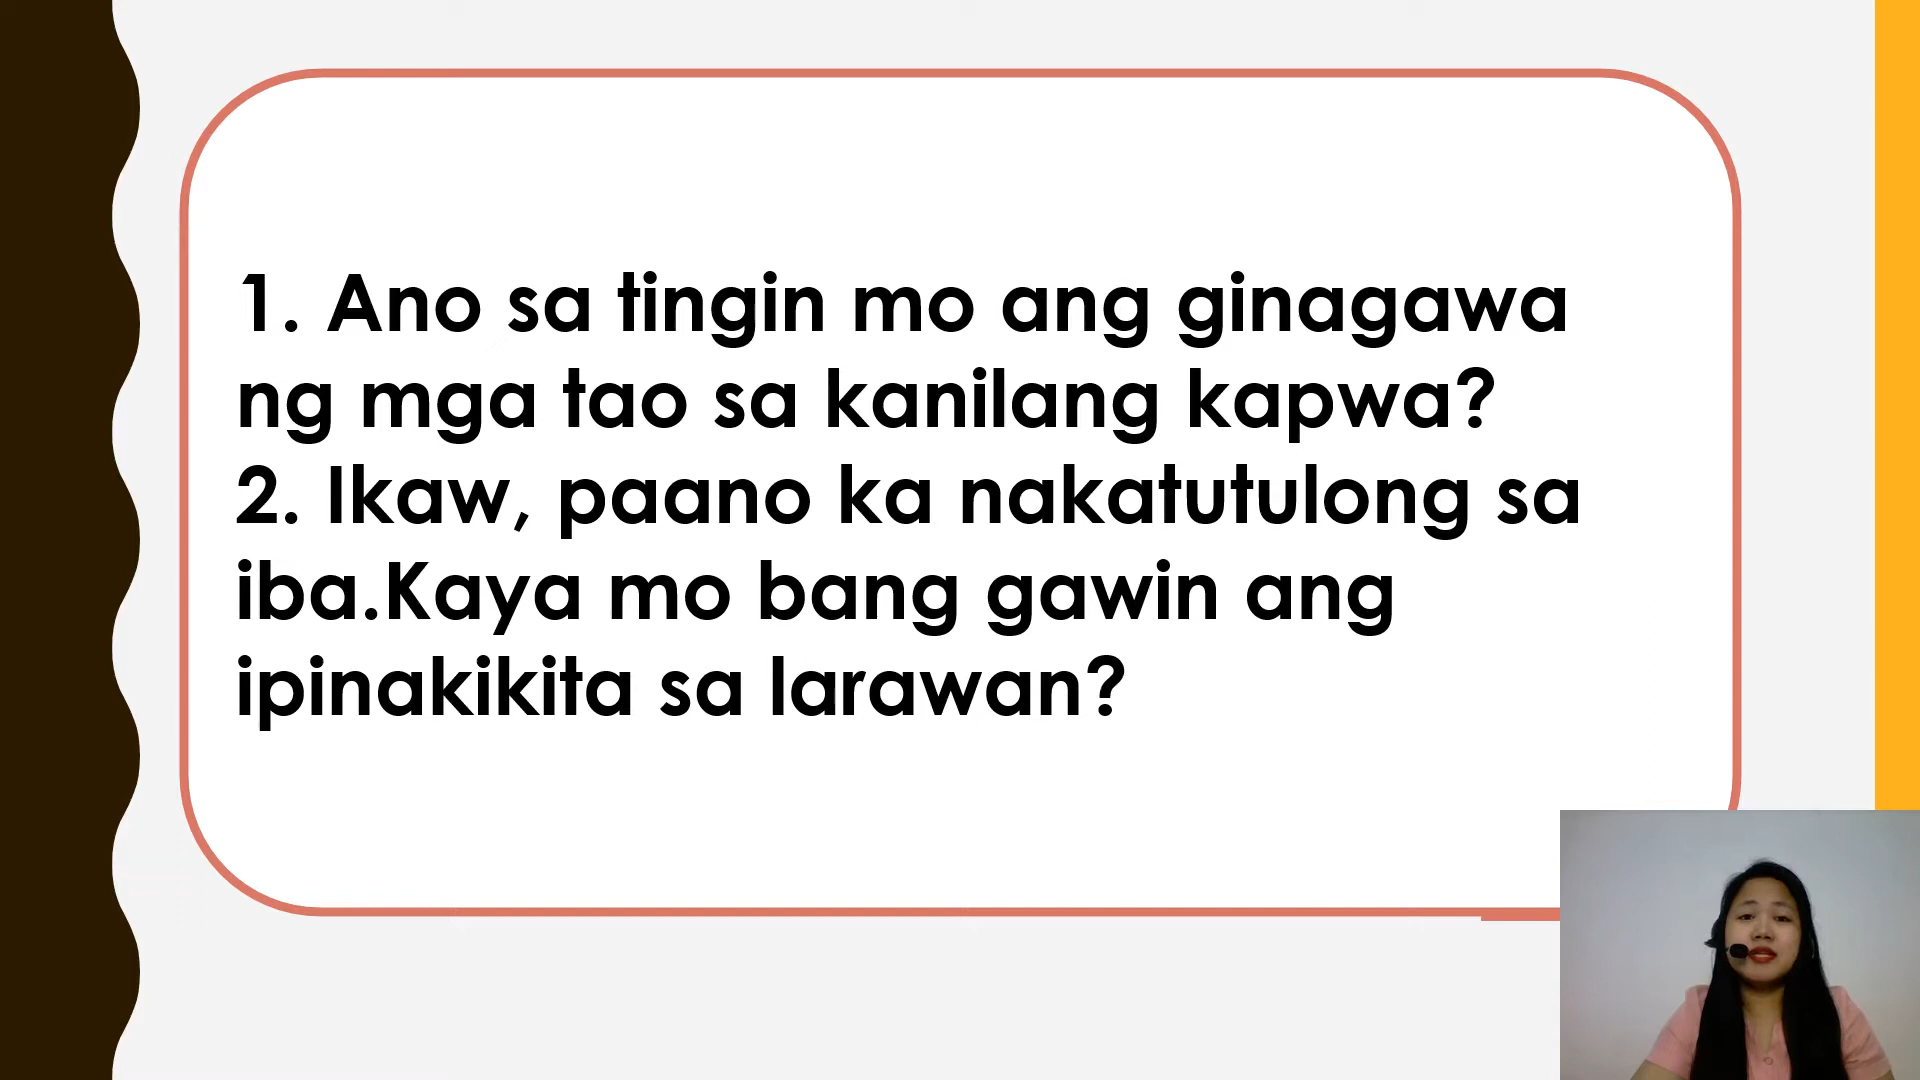 1. Ano sa tingin mo ang ginagawa
ng mga tao sa kanilang kapwa?
2. Ikaw, paano ka nakatutulong sa
iba.Kaya mo bang gawin ang
ipinakikita sa larawan?